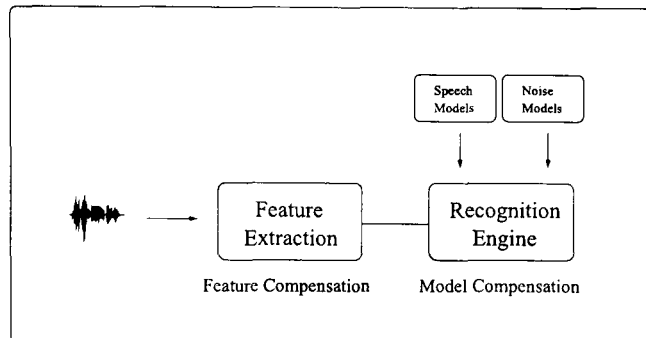 Speech
Models
Noise
Models
Feature
Extraction
Recognition
Engine
Feature Compensation
Model Compensation